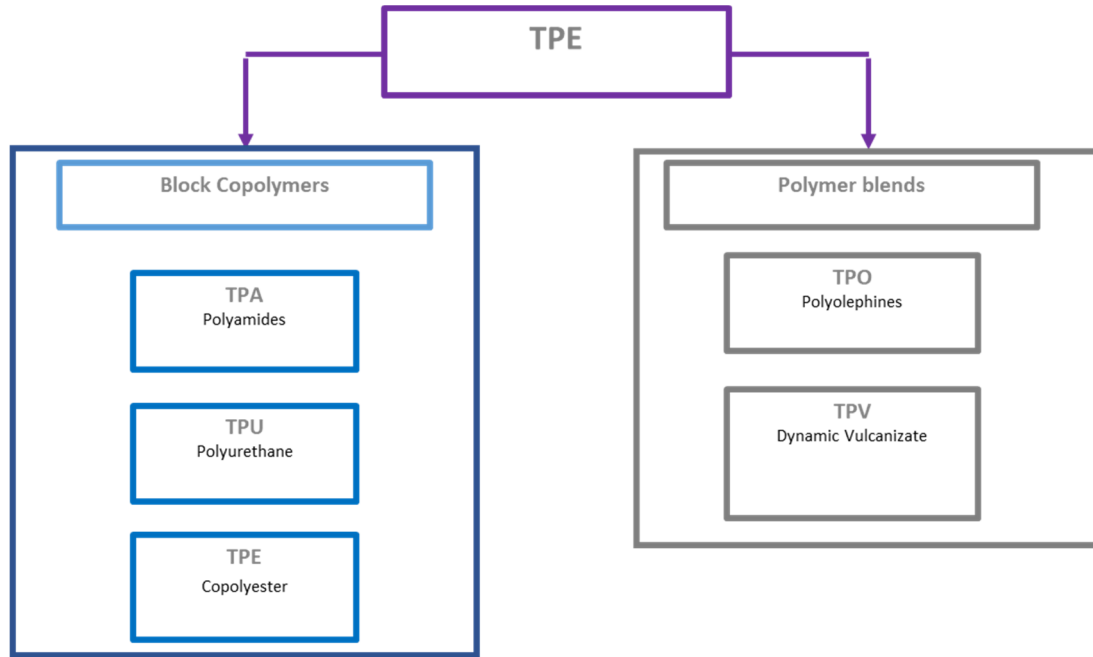 TPE
Block Copolymers
TPA
Polyamides
TPU
Polyurethane
TPE
Copolyester
Polymer blends
TPO
Polyolephines
TPV
Dynamic Vulcanizate